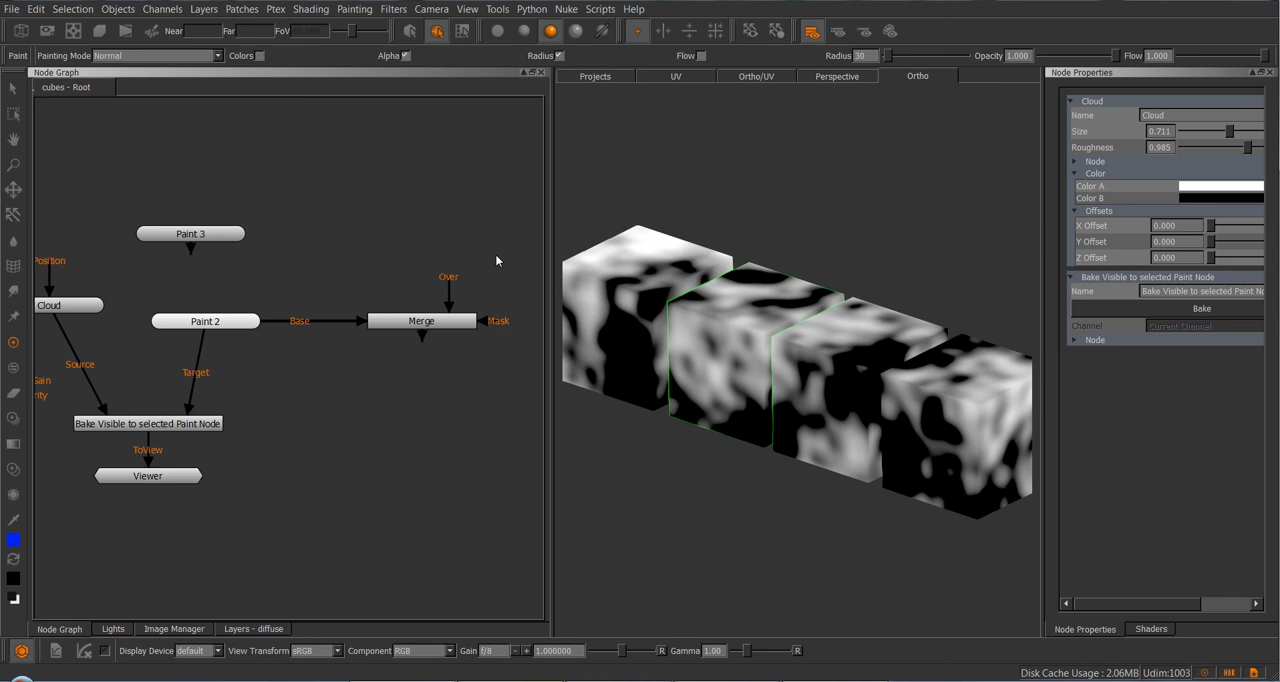 File Edit Selection Objects Channels Layers Patches Ptex Shading Painting Filters Camera View Tools Python Nuke Scripts Help
Near Far FoV
Paint Painting Mode Normal Colors Alpha Radius Flow Radius 30 Opacity 1.000 Flow 1.000
Node Graph
cubes - Root
Projects UV Ortho/UV Perspective Ortho
Node Properties
Paint 3
Position
Over
Cloud
Paint 2
Base
Merge
Mask
Source
Target
Gain
rity
Bake Visible to selected Paint Node
ToView
Viewer
Cloud
Name Cloud
Size 0.711
Roughness 0.985
Node
Color
Color A
Color B
Offsets
X Offset 0.000
Y Offset 0.000
Z Offset 0.000
Bake Visible to selected Paint Node
Name Bake Visible to selected Paint No
Bake
Channel Current Channel
Node
Node Graph Lights Image Manager Layers - diffuse
Node Properties Shaders
Display Device default View Transform sRGB Component RGB Gain f/8 - + 1.000000 R Gamma 1.00 R
Disk Cache Usage : 2.06MB Udim:1003